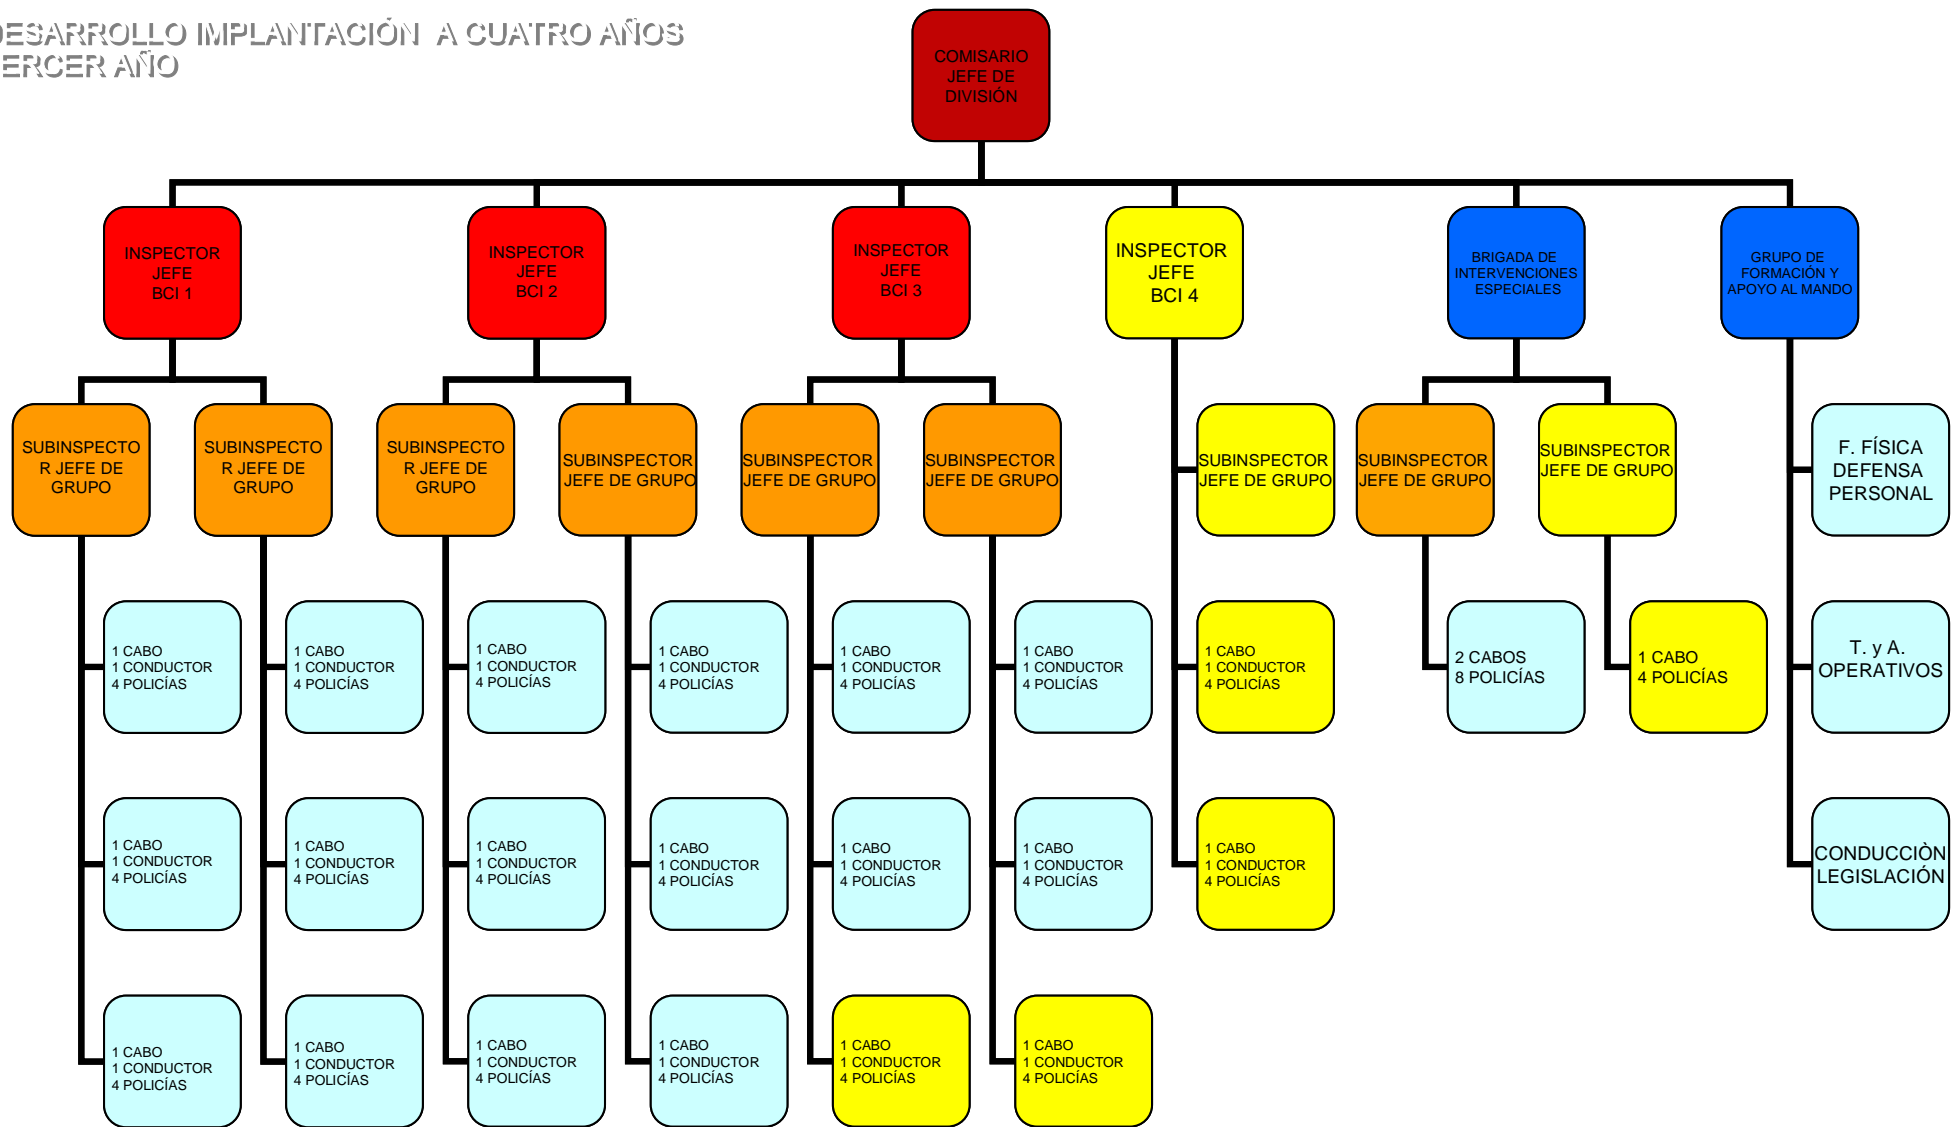 DESARROLLO IMPLANTACIÓN A CUATRO AÑOS
TERCER AÑO
COMISARIO
JEFE DE
DIVISIÓN
INSPECTOR
JEFE
BCI 1
INSPECTOR
JEFE
BCI 2
INSPECTOR
JEFE
BCI 3
INSPECTOR
JEFE
BCI 4
BRIGADA DE
INTERVENCIONES
ESPECIALES
GRUPO DE
FORMACIÓN Y
APOYO AL MANDO
SUBINSPECTO
R JEFE DE
GRUPO
SUBINSPECTO
R JEFE DE
GRUPO
SUBINSPECTO
R JEFE DE
GRUPO
SUBINSPECTOR
JEFE DE GRUPO
SUBINSPECTOR
JEFE DE GRUPO
SUBINSPECTOR
JEFE DE GRUPO
SUBINSPECTOR
JEFE DE GRUPO
SUBINSPECTOR
JEFE DE GRUPO
SUBINSPECTOR
JEFE DE GRUPO
F. FÍSICA
DEFENSA
PERSONAL
1 CABO
1 CONDUCTOR
4 POLICÍAS
1 CABO
1 CONDUCTOR
4 POLICÍAS
1 CABO
1 CONDUCTOR
4 POLICÍAS
1 CABO
1 CONDUCTOR
4 POLICÍAS
1 CABO
1 CONDUCTOR
4 POLICÍAS
1 CABO
1 CONDUCTOR
4 POLICÍAS
1 CABO
1 CONDUCTOR
4 POLICÍAS
2 CABOS
8 POLICÍAS
1 CABO
4 POLICÍAS
T. y A.
OPERATIVOS
1 CABO
1 CONDUCTOR
4 POLICÍAS
1 CABO
1 CONDUCTOR
4 POLICÍAS
1 CABO
1 CONDUCTOR
4 POLICÍAS
1 CABO
1 CONDUCTOR
4 POLICÍAS
1 CABO
1 CONDUCTOR
4 POLICÍAS
1 CABO
1 CONDUCTOR
4 POLICÍAS
1 CABO
1 CONDUCTOR
4 POLICÍAS
CONDUCCIÒN
LEGISLACIÓN
1 CABO
1 CONDUCTOR
4 POLICÍAS
1 CABO
1 CONDUCTOR
4 POLICÍAS
1 CABO
1 CONDUCTOR
4 POLICÍAS
1 CABO
1 CONDUCTOR
4 POLICÍAS
1 CABO
1 CONDUCTOR
4 POLICÍAS
1 CABO
1 CONDUCTOR
4 POLICÍAS